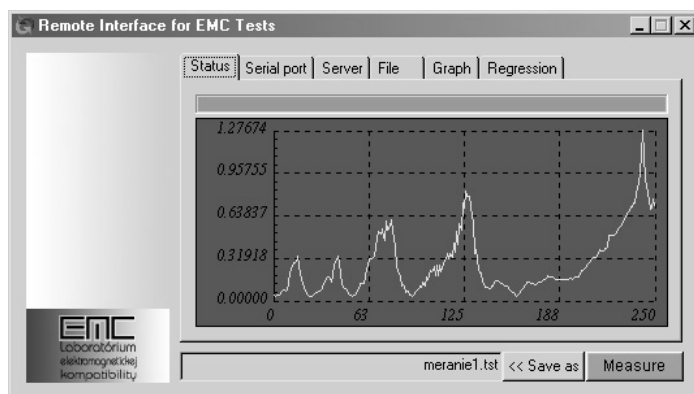 Remote Interface for EMC Tests
Status Serial port Server File Graph Regression
1.27674
0.95755
0.63837
0.31918
0.00000
0 63 125 188 250
EMC
Laboratórium
elektromagnetickej
kompatibility
meranie1.tst << Save as Measure